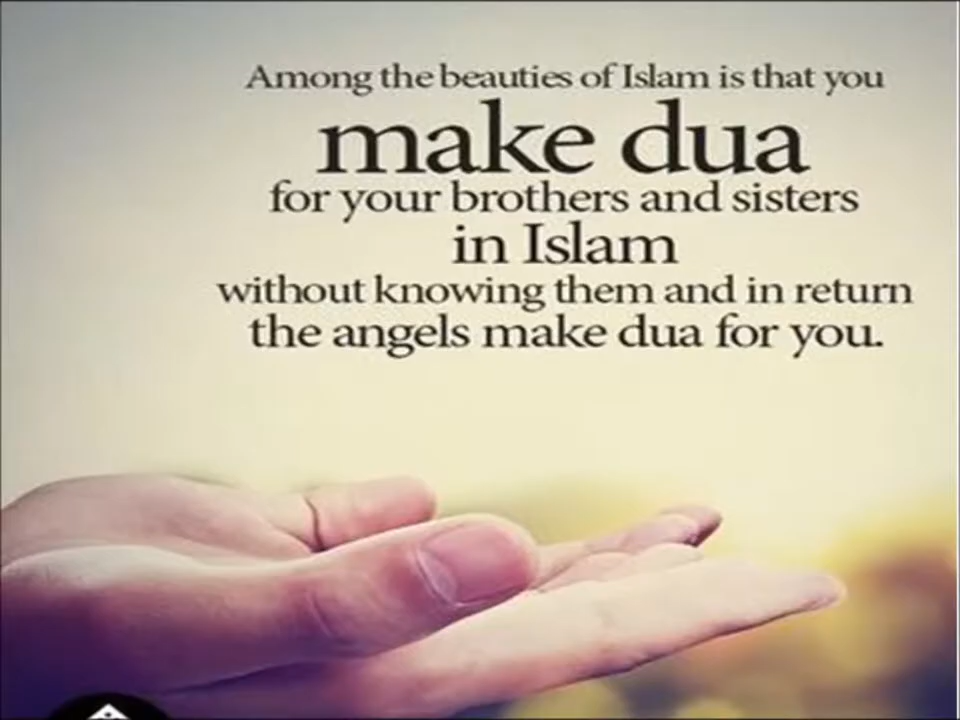 Among the beauties of Islam is that you
make dua
for your brothers and sisters
in Islam
without knowing them and in return
the angels make dua for you.